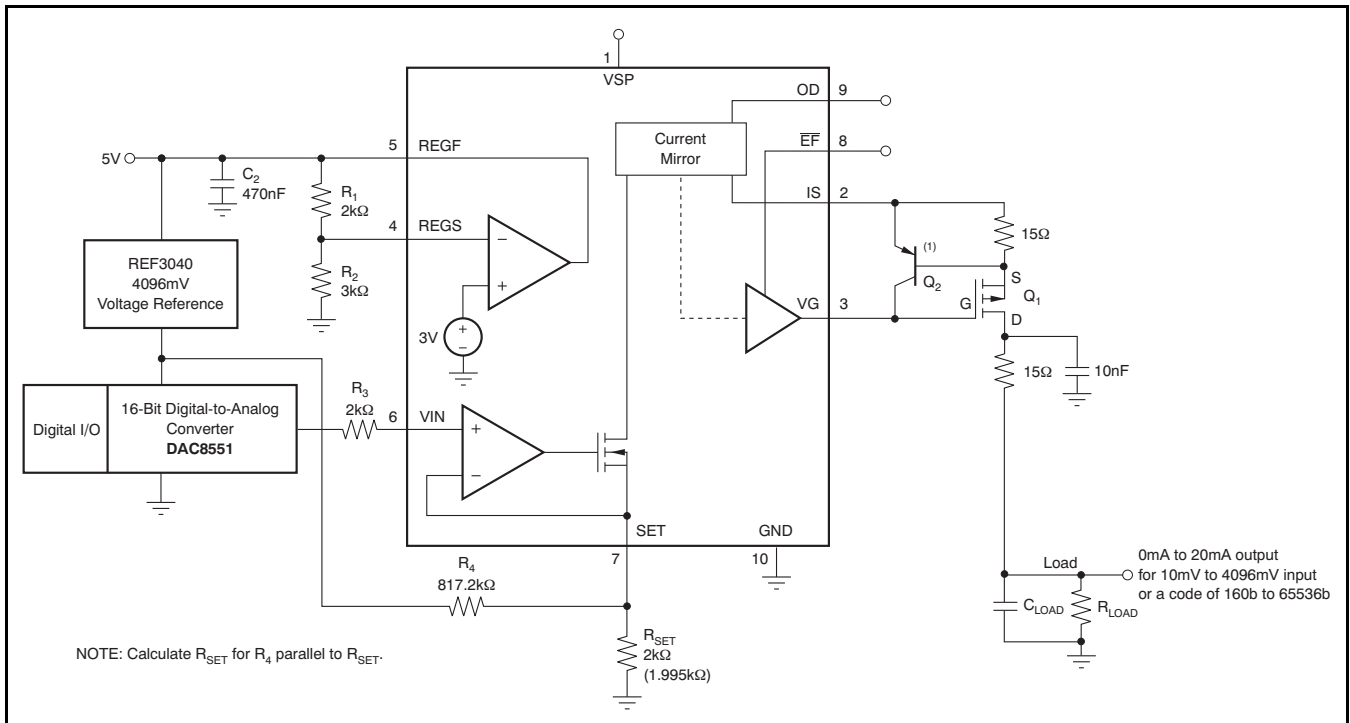 1
VSP
OD 9
EF 8
Current
Mirror
IS 2
5V
5 REGF
C2
470nF
R1
2kΩ
4 REGS
R2
3kΩ
3V
+
−
−
+
REF3040
4096mV
Voltage Reference
15Ω
(1)
Q2
S
G
Q1
D
VG 3
15Ω
10nF
Digital I/O
16-Bit Digital-to-Analog
Converter
DAC8551
R3
2kΩ
6 VIN
+
−
SET
7
GND
10
R4
817.2kΩ
RSET
2kΩ
(1.995kΩ)
Load
CLOAD
RLOAD
0mA to 20mA output
for 10mV to 4096mV input
or a code of 160b to 65536b
NOTE: Calculate RSET for R4 parallel to RSET.